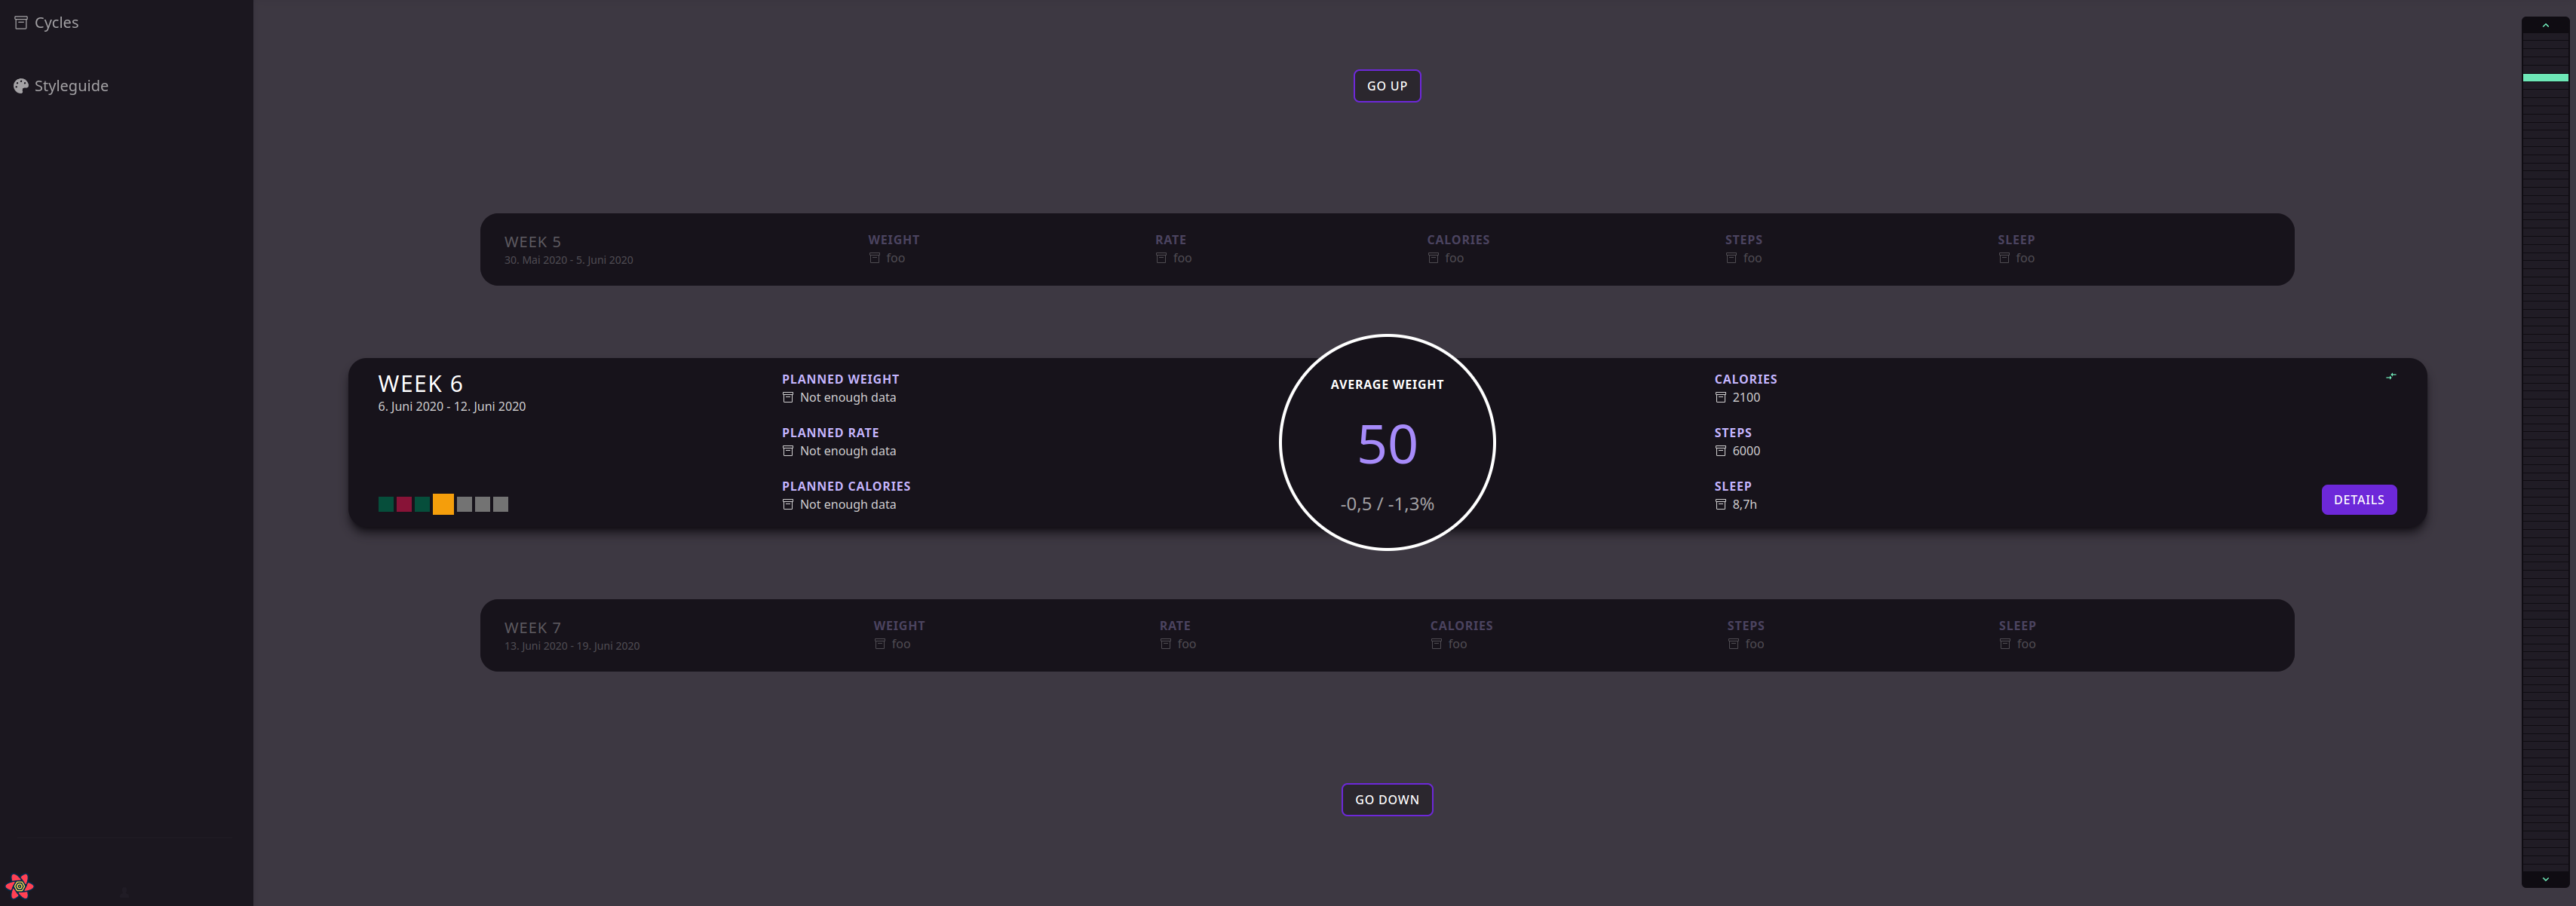 Cycles
Styleguide
GO UP
WEEK 5
30. Mai 2020 - 5. Juni 2020
WEIGHT
foo
RATE
foo
CALORIES
foo
STEPS
foo
SLEEP
foo
WEEK 6
6. Juni 2020 - 12. Juni 2020
PLANNED WEIGHT
Not enough data
PLANNED RATE
Not enough data
PLANNED CALORIES
Not enough data
AVERAGE WEIGHT
50
-0,5 / -1,3%
CALORIES
2100
STEPS
6000
SLEEP
8,7h
DETAILS
WEEK 7
13. Juni 2020 - 19. Juni 2020
WEIGHT
foo
RATE
foo
CALORIES
foo
STEPS
foo
SLEEP
foo
GO DOWN